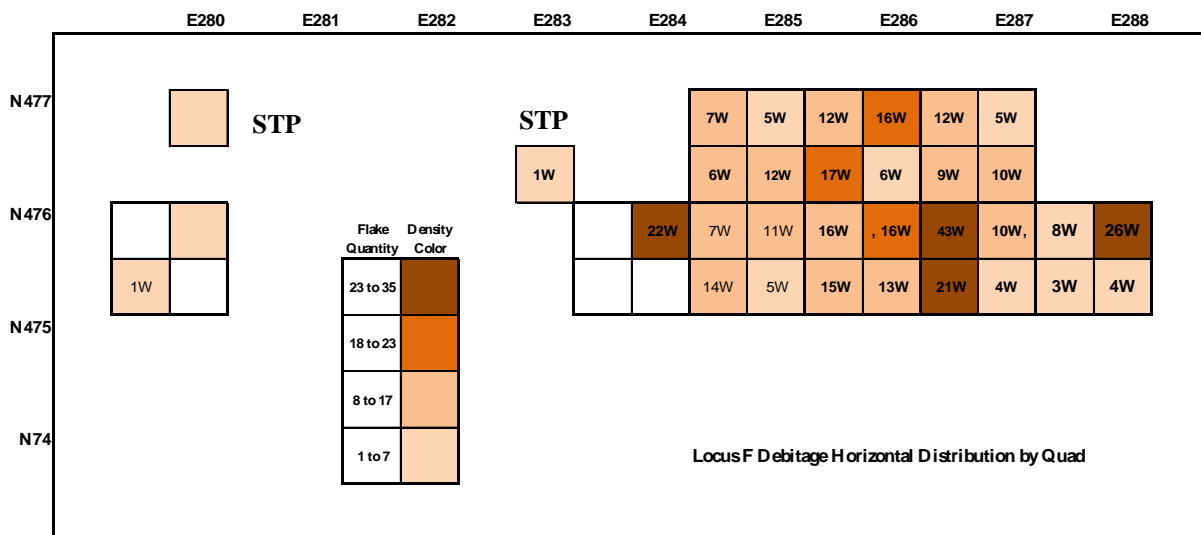 E280 E281 E282 E283 E284 E285 E286 E287 E288
N477
STP
STP
7W 5W 12W 16W 12W 5W
1W 6W 12W 17W 6W 9W 10W
N476
Flake Quantity
Density Color
22W 7W 11W 16W , 16W 43W 10W, 8W 26W
1W
23 to 35
14W 5W 15W 13W 21W 4W 3W 4W
N475
18 to 23
8 to 17
N74
1 to 7
Locus F Debitage Horizontal Distribution by Quad